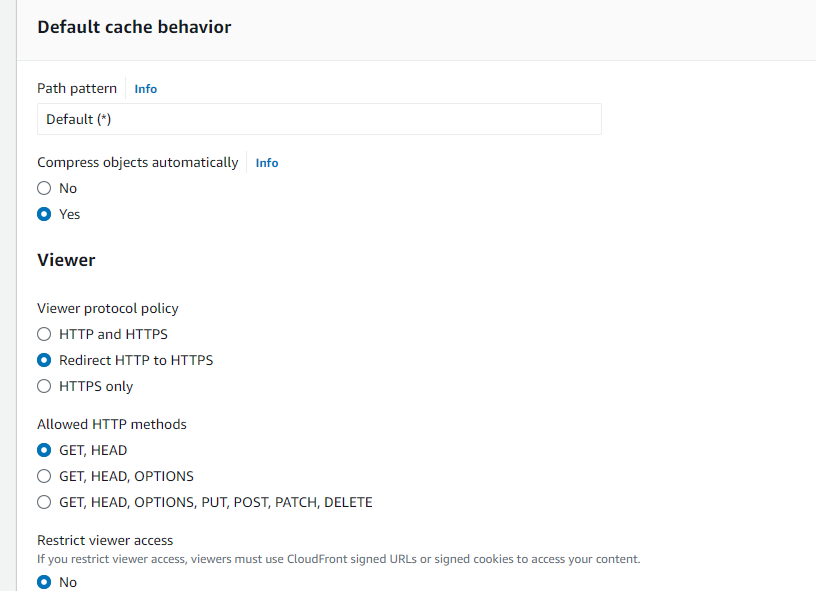 Default cache behavior
Path pattern Info
Default (*)
Compress objects automatically Info
No
Yes
Viewer
Viewer protocol policy
HTTP and HTTPS
Redirect HTTP to HTTPS
HTTPS only
Allowed HTTP methods
GET, HEAD
GET, HEAD, OPTIONS
GET, HEAD, OPTIONS, PUT, POST, PATCH, DELETE
Restrict viewer access
If you restrict viewer access, viewers must use CloudFront signed URLs or signed cookies to access your content.
No